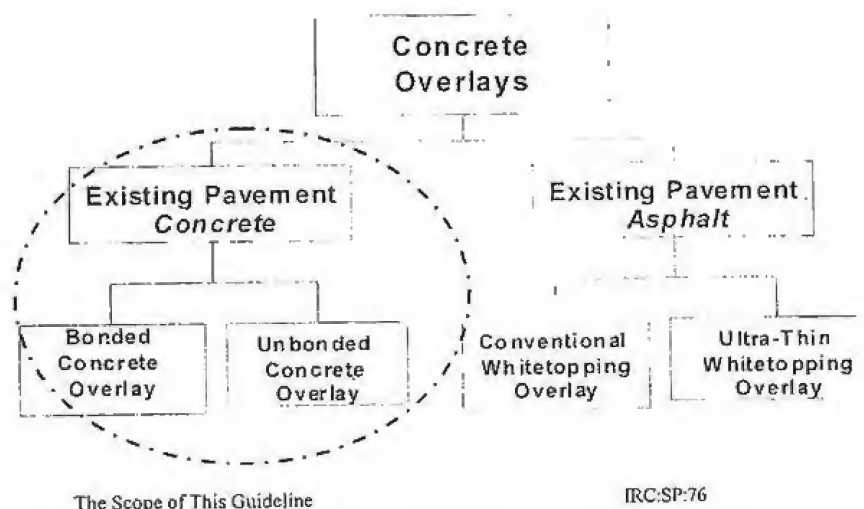 Concrete
Overlays
Existing Pavement
Concrete
Existing Pavement
Asphalt
Bonded
Concrete
Overlay
Unbonded
Concrete
Overlay
Conventional
Whitetopping
Overlay
Ultra-Thin
Whitetopping
Overlay
The Scope of This Guideline
IRC:SP:76